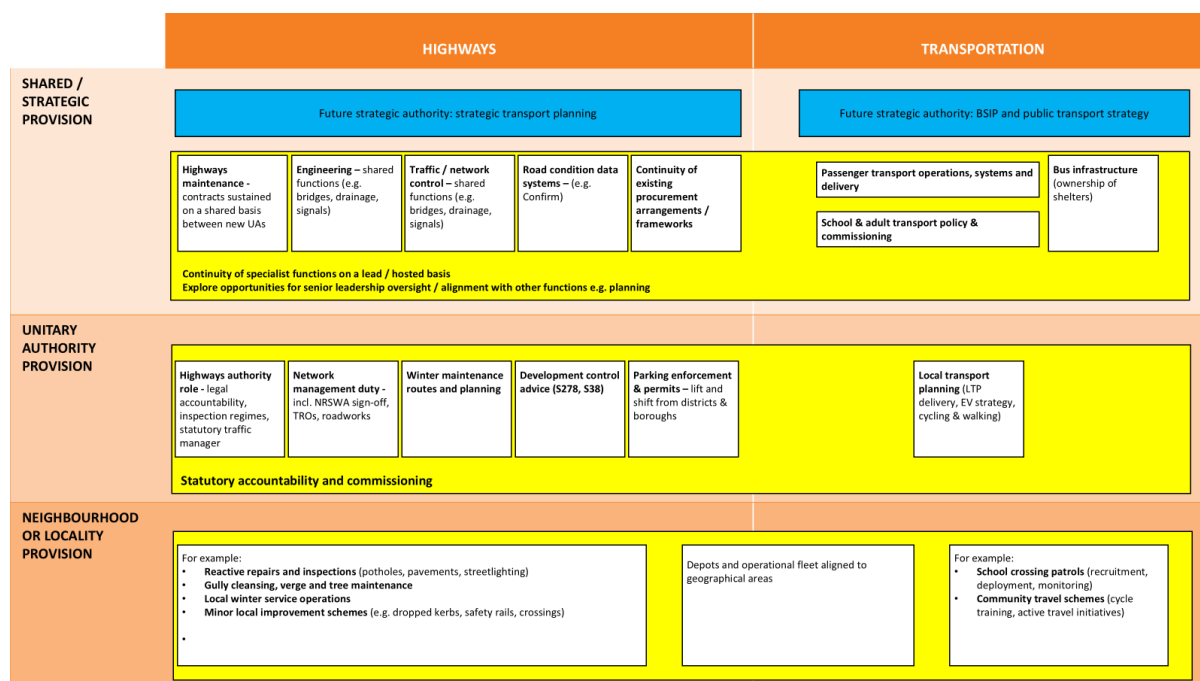 HIGHWAYS
TRANSPORTATION
SHARED /
STRATEGIC
PROVISION
Future strategic authority: strategic transport planning
Future strategic authority: BSIP and public transport strategy
Highways
maintenance -
contracts sustained
on a shared basis
between new UAs
Engineering – shared
functions (e.g.
bridges, drainage,
signals)
Traffic / network
control – shared
functions (e.g.
bridges, drainage,
signals)
Road condition data
systems – (e.g.
Confirm)
Continuity of
existing
procurement
arrangements /
frameworks
Passenger transport operations, systems and
delivery
School & adult transport policy &
commissioning
Bus infrastructure
(ownership of
shelters)
Continuity of specialist functions on a lead / hosted basis
Explore opportunities for senior leadership oversight / alignment with other functions e.g. planning
UNITARY
AUTHORITY
PROVISION
Highways authority
role - legal
accountability,
inspection regimes,
statutory traffic
manager
Network
management duty -
incl. NRSWA sign-off,
TROs, roadworks
Winter maintenance
routes and planning
Development control
advice (S278, S38)
Parking enforcement
& permits – lift and
shift from districts &
boroughs
Local transport
planning (LTP
delivery, EV strategy,
cycling & walking)
Statutory accountability and commissioning
NEIGHBOURHOOD
OR LOCALITY
PROVISION
For example:
• Reactive repairs and inspections (potholes, pavements, streetlighting)
• Gully cleansing, verge and tree maintenance
• Local winter service operations
• Minor local improvement schemes (e.g. dropped kerbs, safety rails, crossings)
•
Depots and operational fleet aligned to
geographical areas
For example:
• School crossing patrols (recruitment,
deployment, monitoring)
• Community travel schemes (cycle
training, active travel initiatives)